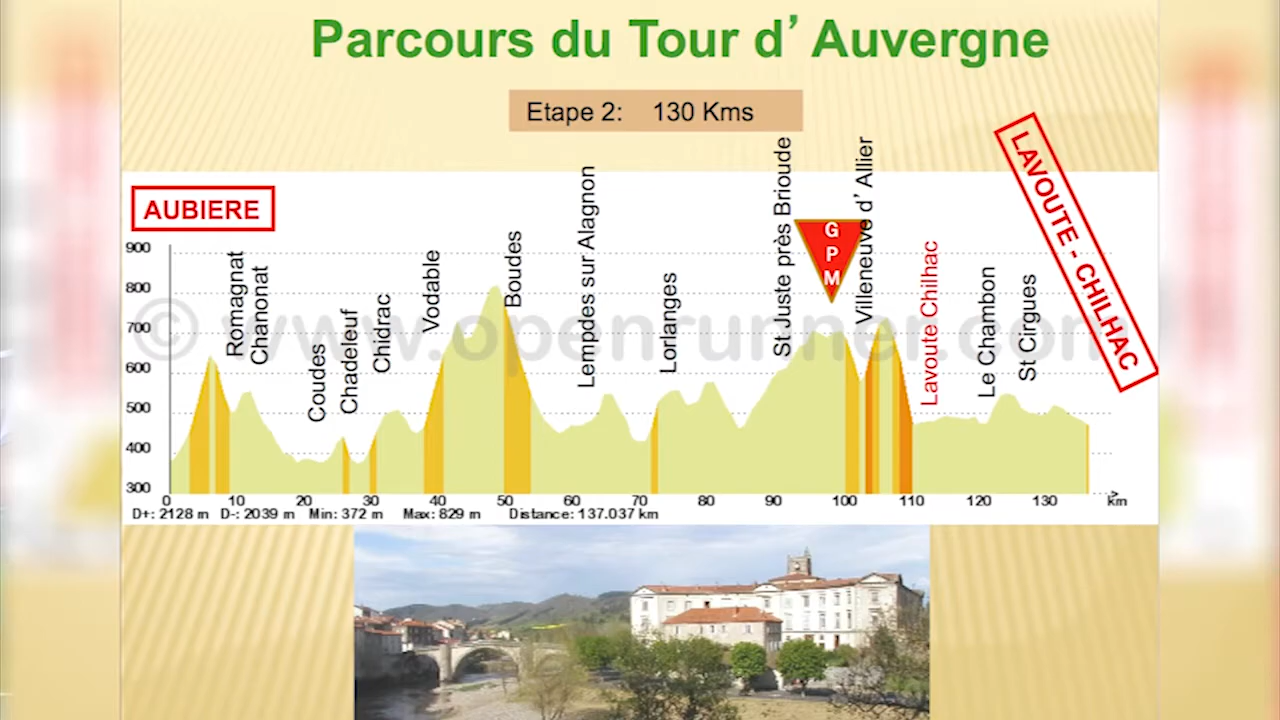 Parcours du Tour d’ Auvergne
Etape 2: 130 Kms
AUBIERE
LAVOUTE - CHILHAC
Romagnat
Chanonat
Coudes
Chadeleuf
Chidrac
Vodable
Boudes
Lempdes sur Alagnon
Lorlanges
St Juste près Brioude
G
P
M
Villeneuve d’ Allier
Lavoute Chilhac
Le Chambon
St Cirgues
© www.openrunner.com
900
800
700
600
500
400
300
0 10 20 30 40 50 60 70 80 90 100 110 120 130 km
D+: 2128 m D-: 2039 m Min: 372 m Max: 829 m Distance: 137.037 km